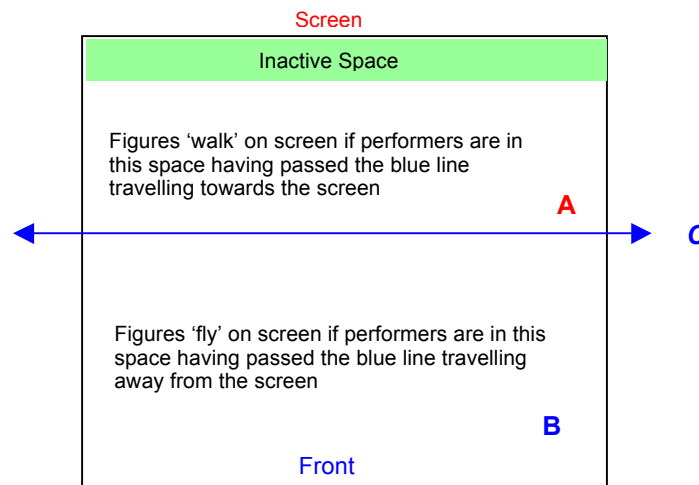 Screen
Inactive Space
Figures ‘walk’ on screen if performers are in
this space having passed the blue line
travelling towards the screen
A
C
Figures ‘fly’ on screen if performers are in this
space having passed the blue line travelling
away from the screen
B
Front